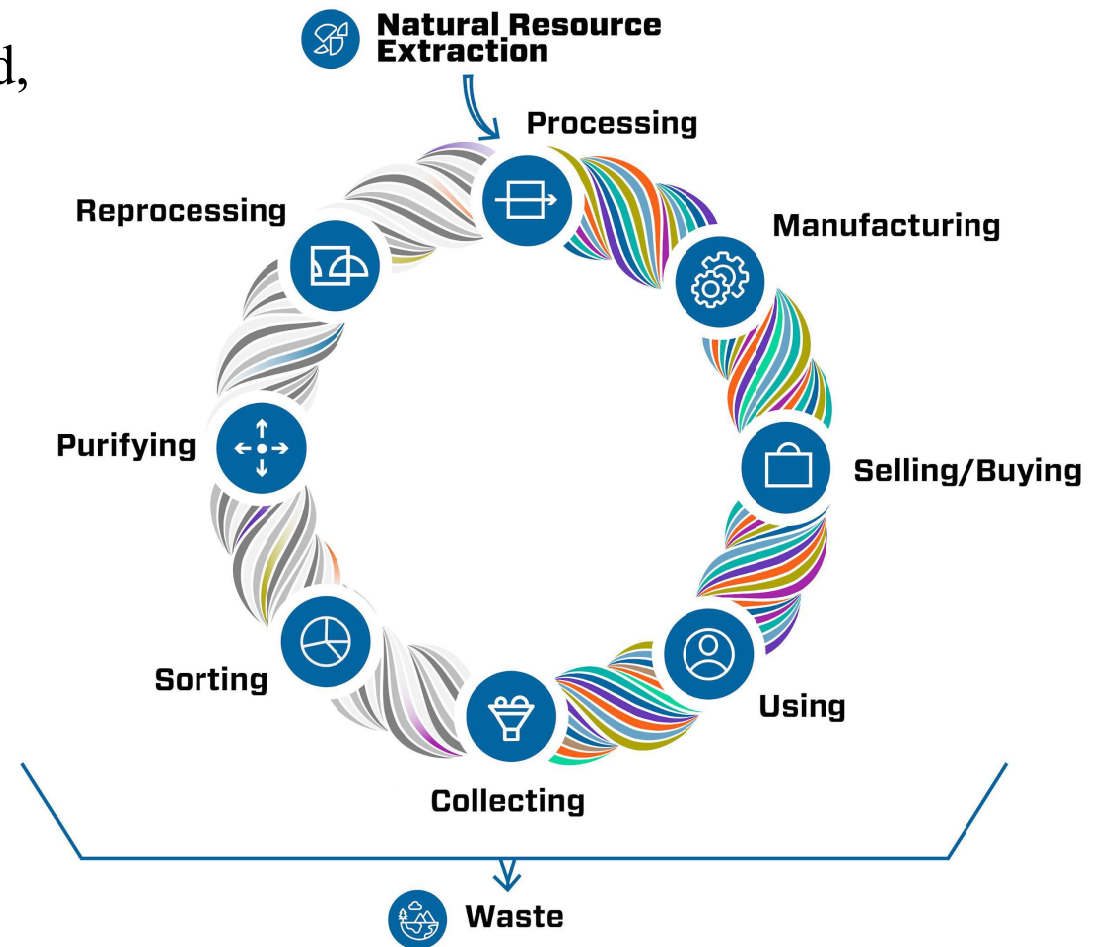 Natural Resource
Extraction
d,
Processing
Reprocessing
Manufacturing
Purifying
Selling/Buying
Sorting
Using
Collecting
Waste